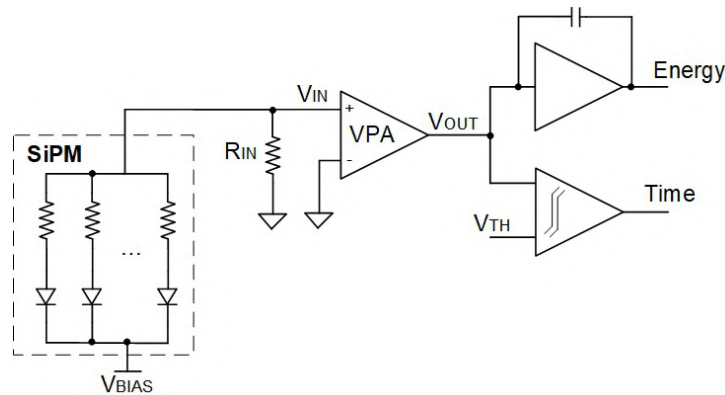 Energy
VIN
+
VPA
VOUT
-
SiPM
RIN
Time
VTH
...
VBIAS